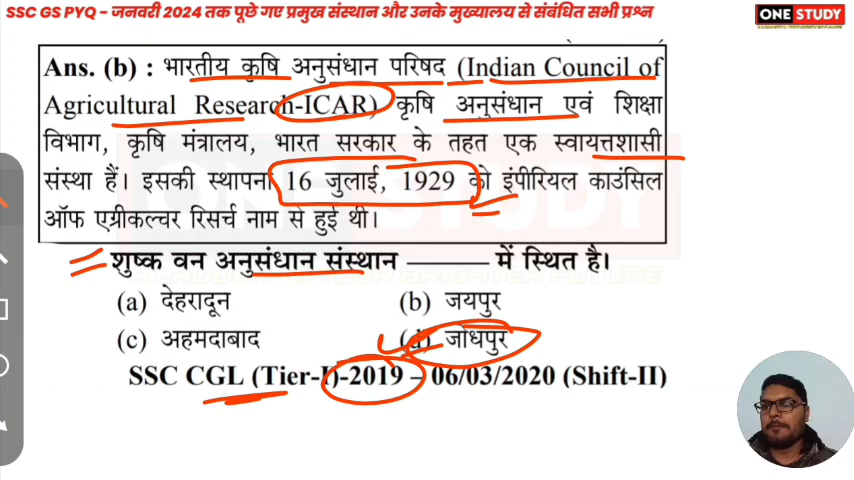 SSC GS PYQ - जनवरी 2024 तक पूछे गए प्रमुख संस्थान और उनके मुख्यालय से संबंधित सभी प्रश्न
ONE STUDY
Ans. (b) : भारतीय कृषि अनुसंधान परिषद (Indian Council of
Agricultural Research-ICAR) कृषि अनुसंधान एवं शिक्षा
विभाग, कृषि मंत्रालय, भारत सरकार के तहत एक स्वायत्तशासी
संस्था हैं। इसकी स्थापना 16 जुलाई, 1929 को इंपीरियल काउंसिल
ऑफ एग्रीकल्चर रिसर्च नाम से हुई थी।
शुष्क वन अनुसंधान संस्थान ______ में स्थित है।
(a) देहरादून (b) जयपुर
(c) अहमदाबाद (d) जोधपुर
SSC CGL (Tier-I)-2019 – 06/03/2020 (Shift-II)